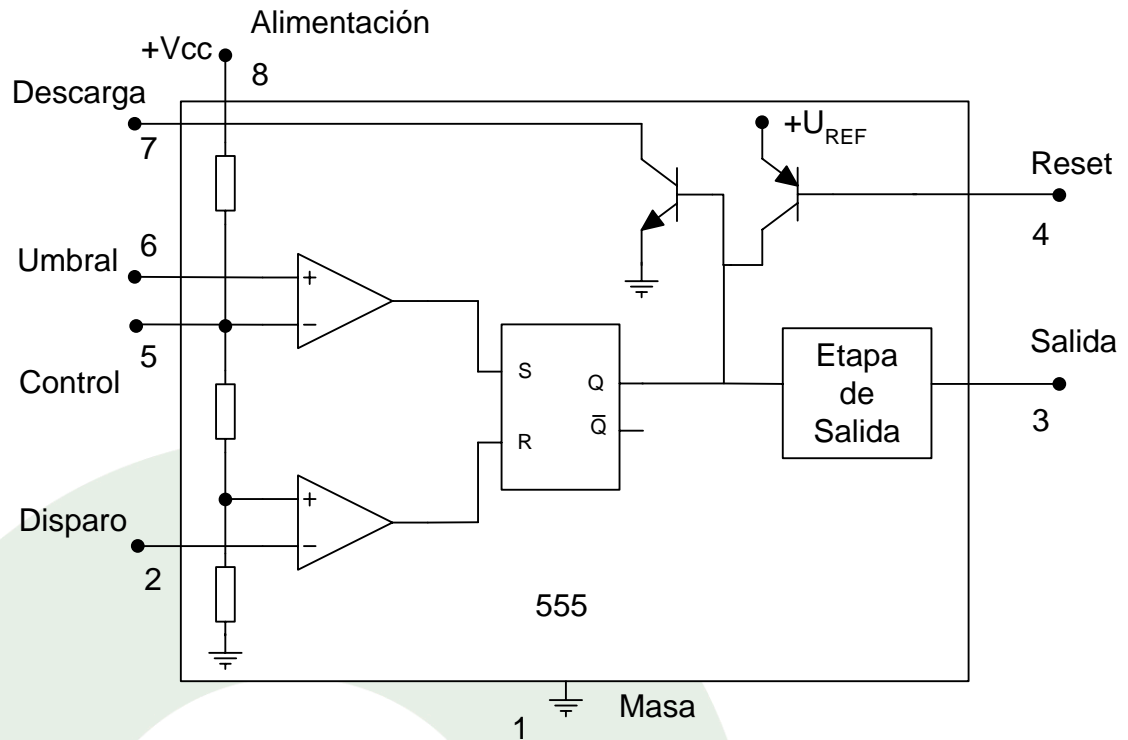 Alimentación
+Vcc
8
Descarga
7
+U_REF
Reset
4
6
Umbral
+
−
5
Control
S
Q
Q̅
R
Etapa
de
Salida
Salida
3
+
−
Disparo
2
555
Masa
1